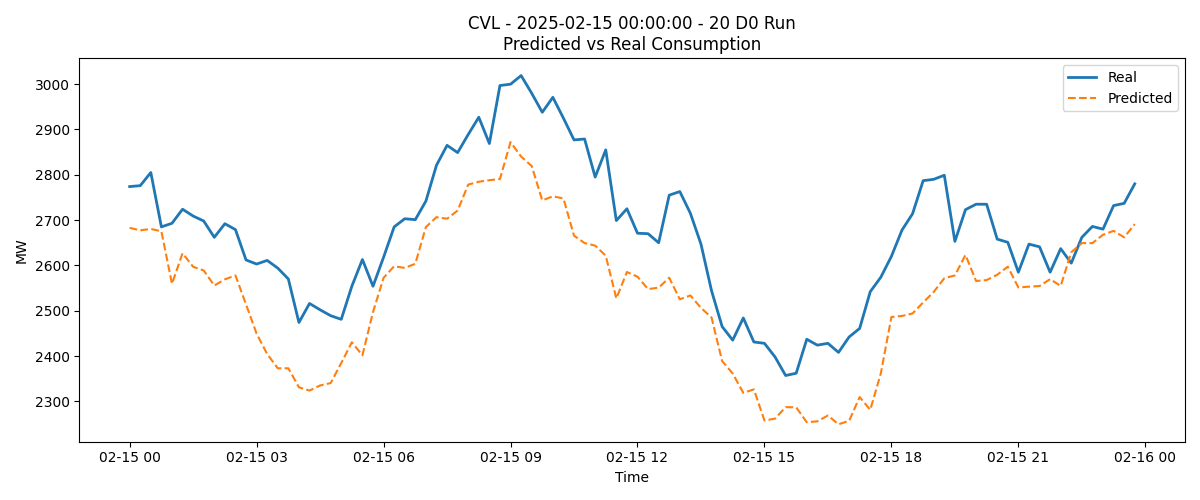 CVL - 2025-02-15 00:00:00 - 20 D0 Run
Predicted vs Real Consumption
Real
Predicted
MW
3000
2900
2800
2700
2600
2500
2400
2300
02-15 00
02-15 03
02-15 06
02-15 09
02-15 12
02-15 15
02-15 18
02-15 21
02-16 00
Time